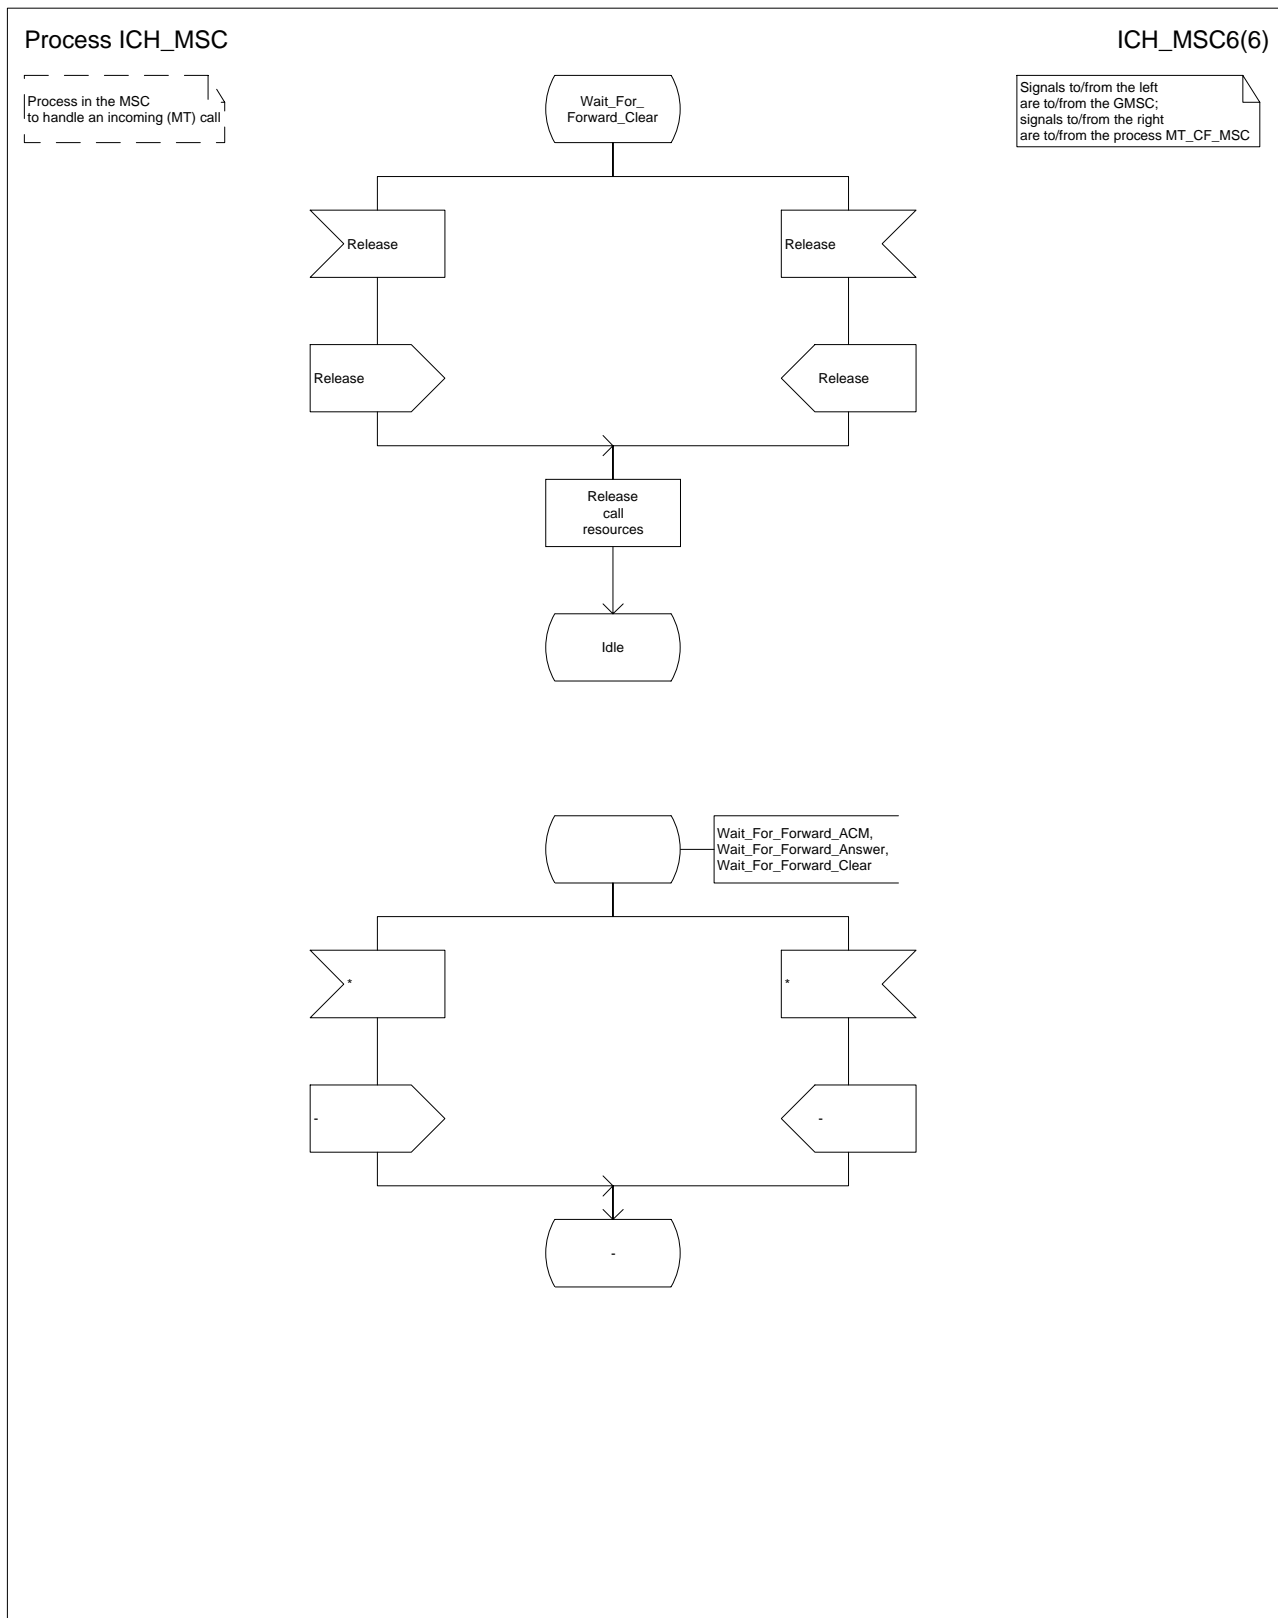 Process ICH_MSC
ICH_MSC6(6)
Process in the MSC
to handle an incoming (MT) call
Wait_For_
Forward_Clear
Signals to/from the left
are to/from the GMSC;
signals to/from the right
are to/from the process MT_CF_MSC
Release
Release
Release
Release
Release
call
resources
Idle
Wait_For_Forward_ACM,
Wait_For_Forward_Answer,
Wait_For_Forward_Clear
*
*
-
-
-